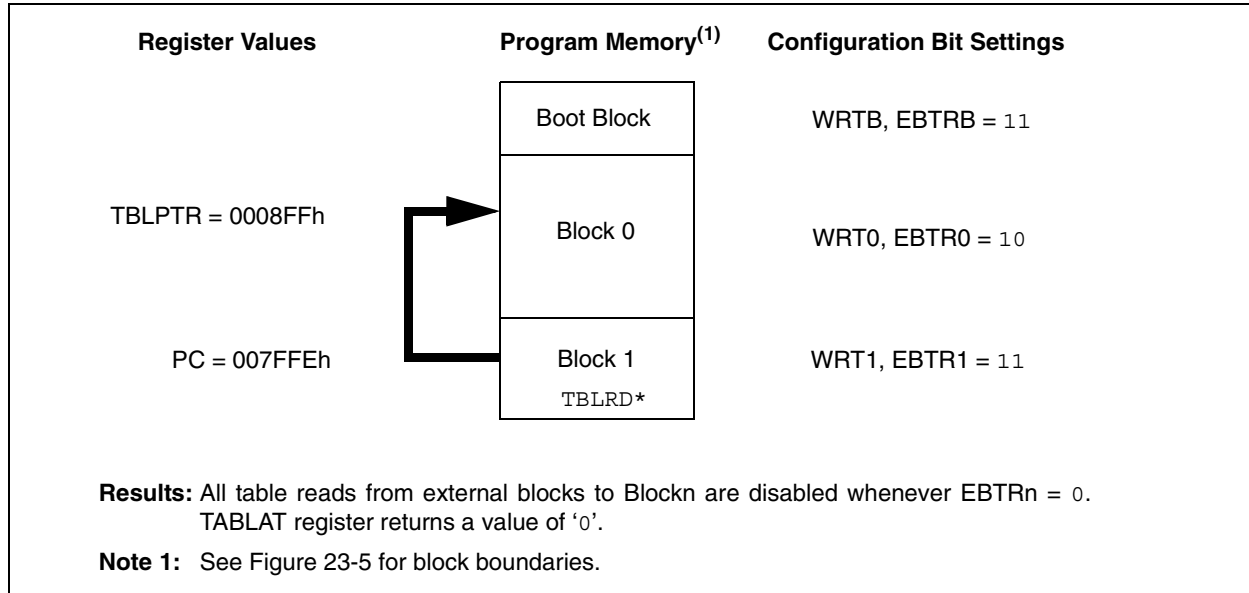 Register Values Program Memory(1) Configuration Bit Settings
Boot Block WRTB, EBTRB = 11
TBLPTR = 0008FFh
Block 0 WRT0, EBTR0 = 10
PC = 007FFEh Block 1 WRT1, EBTR1 = 11
TBLRD*
Results: All table reads from external blocks to Blockn are disabled whenever EBTRn = 0.
TABLAT register returns a value of ‘0’.
Note 1: See Figure 23-5 for block boundaries.